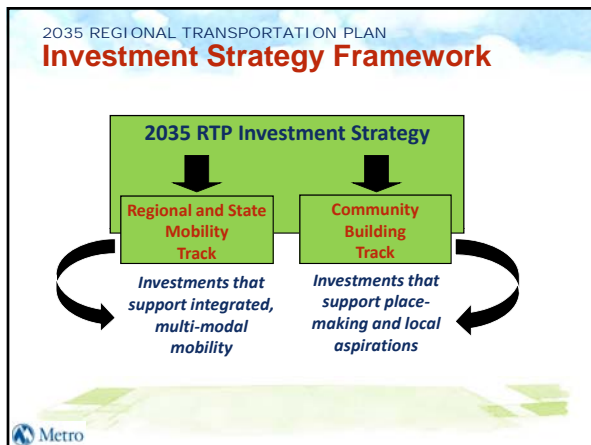 2035 REGIONAL TRANSPORTATION PLAN
Investment Strategy Framework
2035 RTP Investment Strategy
Regional and State
Mobility
Track
Community
Building
Track
Investments that
support integrated,
multi-modal
mobility
Investments that
support place-
making and local
aspirations
Metro